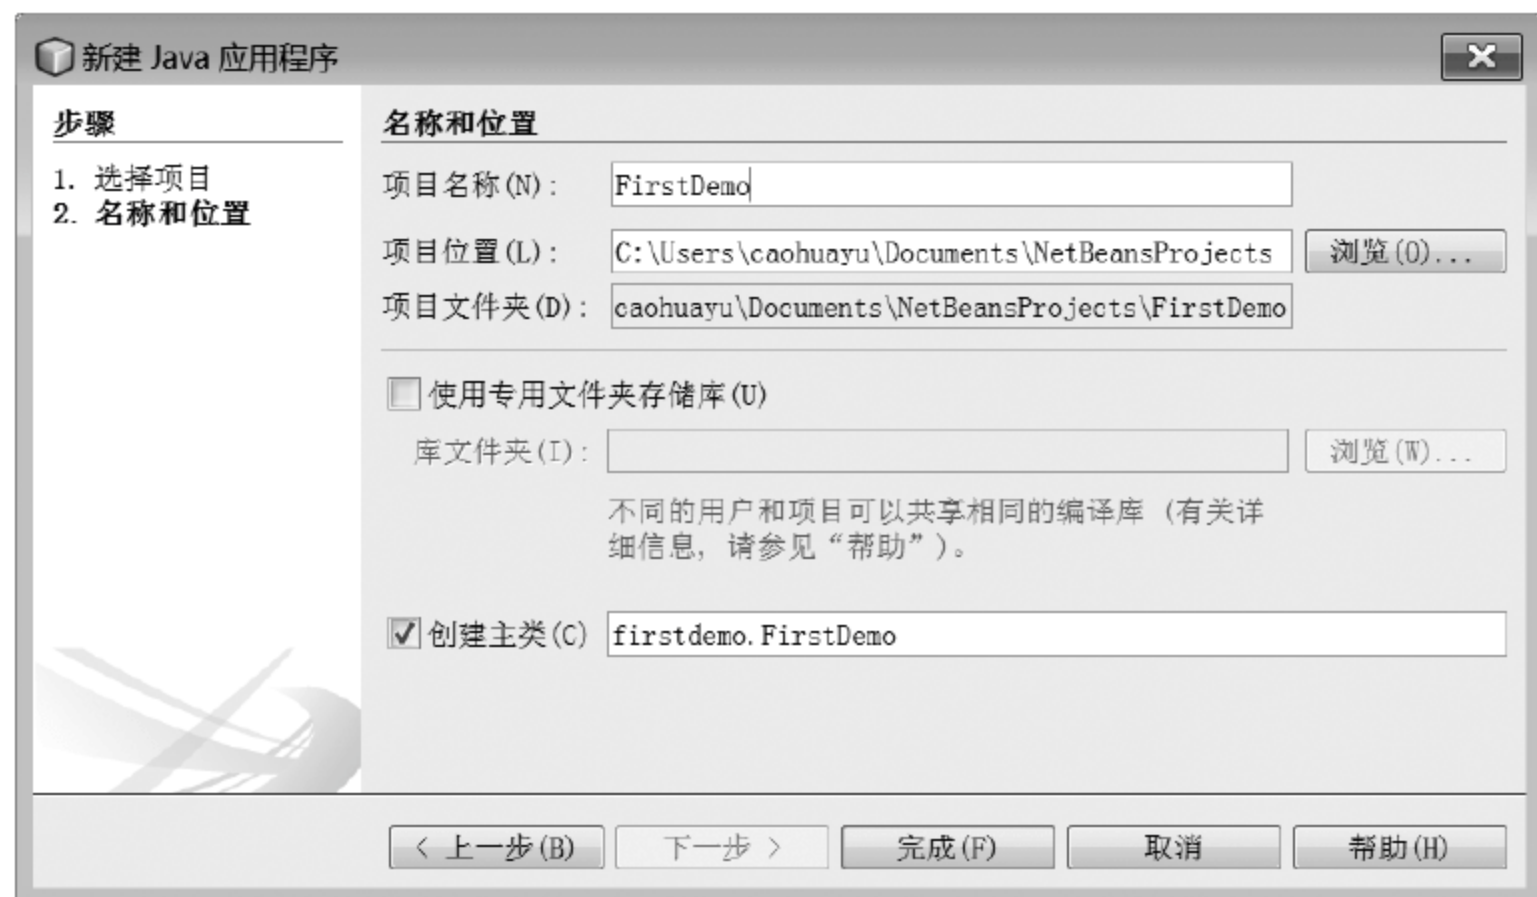 新建 Java 应用程序
步骤
1. 选择项目
2. 名称和位置
名称和位置
项目名称(N):
FirstDemo
项目位置(L):
C:\Users\caohuayu\Documents\NetBeansProjects
浏览(O)...
项目文件夹(D):
caohuayu\Documents\NetBeansProjects\FirstDemo
使用专用文件夹存储库(U)
库文件夹(I):
浏览(W)...
不同的用户和项目可以共享相同的编译库 (有关详
细信息, 请参见“帮助”)。
创建主类(C)
firstdemo.FirstDemo
< 上一步(B)
下一步 >
完成(F)
取消
帮助(H)